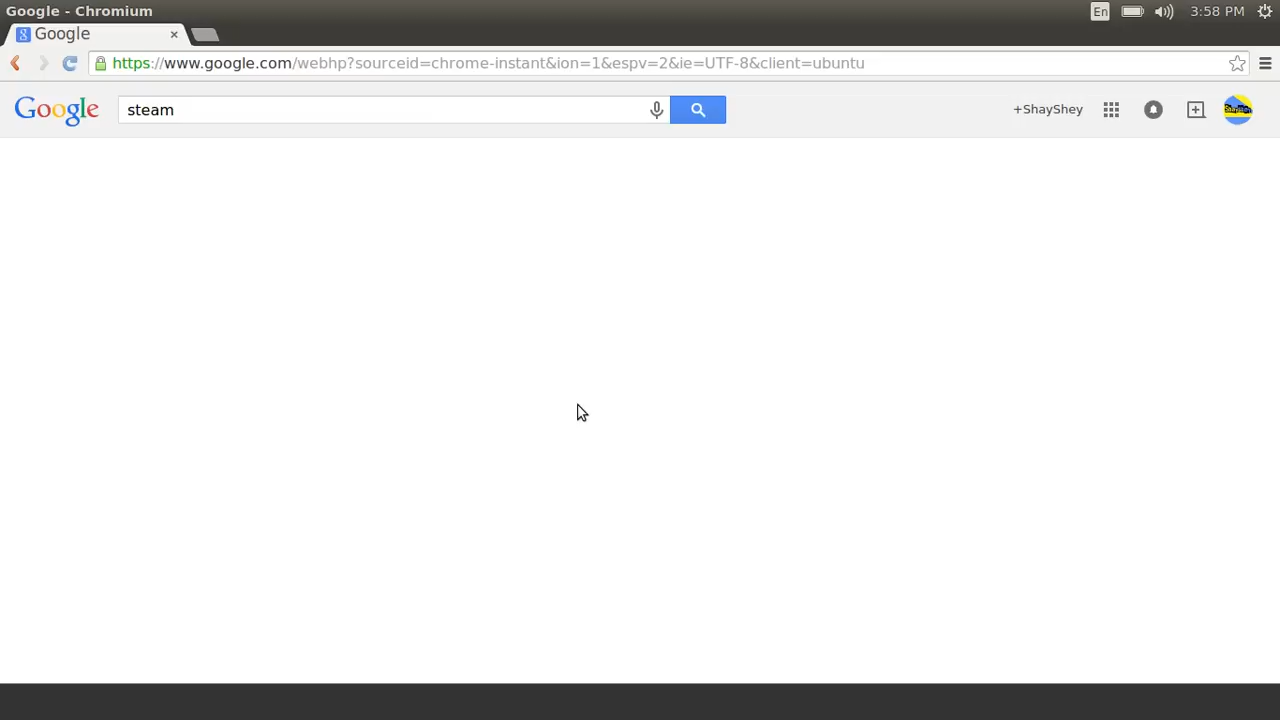 Google - Chromium
En
3:58 PM
Google
https://www.google.com/webhp?sourceid=chrome-instant&ion=1&espv=2&ie=UTF-8&client=ubuntu
Google
steam
+ShayShey